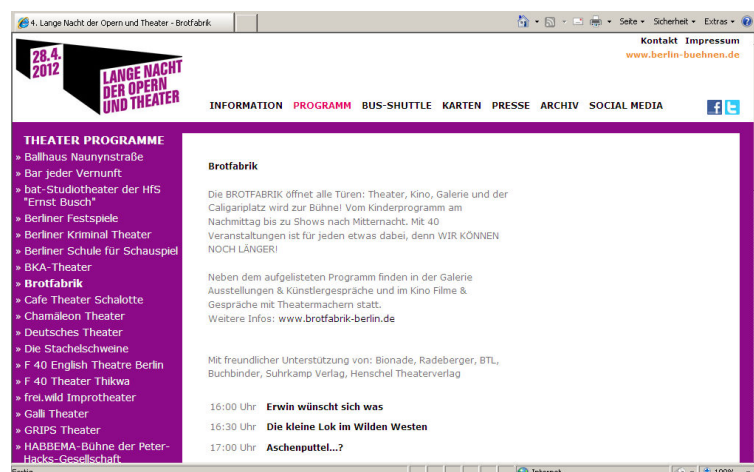 4. Lange Nacht der Opern und Theater - Brotfabrik
Seite
Sicherheit
Extras
Kontakt Impressum
www.berlin-buehnen.de
28.4.
2012
LANGE NACHT
DER OPERN
UND THEATER
INFORMATION PROGRAMM BUS-SHUTTLE KARTEN PRESSE ARCHIV SOCIAL MEDIA
THEATER PROGRAMME
» Ballhaus Naunynstraße
» Bar jeder Vernunft
» bat-Studiotheater der HfS
"Ernst Busch"
» Berliner Festspiele
» Berliner Kriminal Theater
» Berliner Schule für Schauspiel
» BKA-Theater
» Brotfabrik
» Cafe Theater Schalotte
» Chamäleon Theater
» Deutsches Theater
» Die Stachelschweine
» F 40 English Theatre Berlin
» F 40 Theater Thikwa
» frei.wild Improtheater
» Galli Theater
» GRIPS Theater
» HABBEMA-Bühne der Peter-
Hacks-Gesellschaft
Brotfabrik
Die BROTFABRIK öffnet alle Türen: Theater, Kino, Galerie und der
Caligariplatz wird zur Bühne! Vom Kinderprogramm am
Nachmittag bis zu Shows nach Mitternacht. Mit 40
Veranstaltungen ist für jeden etwas dabei, denn WIR KÖNNEN
NOCH LÄNGER!
Neben dem aufgelisteten Programm finden in der Galerie
Ausstellungen & Künstlergespräche und im Kino Filme &
Gespräche mit Theatermachern statt.
Weitere Infos: www.brotfabrik-berlin.de
Mit freundlicher Unterstützung von: Bionade, Radeberger, BTL,
Buchbinder, Suhrkamp Verlag, Henschel Theaterverlag
16:00 Uhr Erwin wünscht sich was
16:30 Uhr Die kleine Lok im Wilden Westen
17:00 Uhr Aschenputtel...?